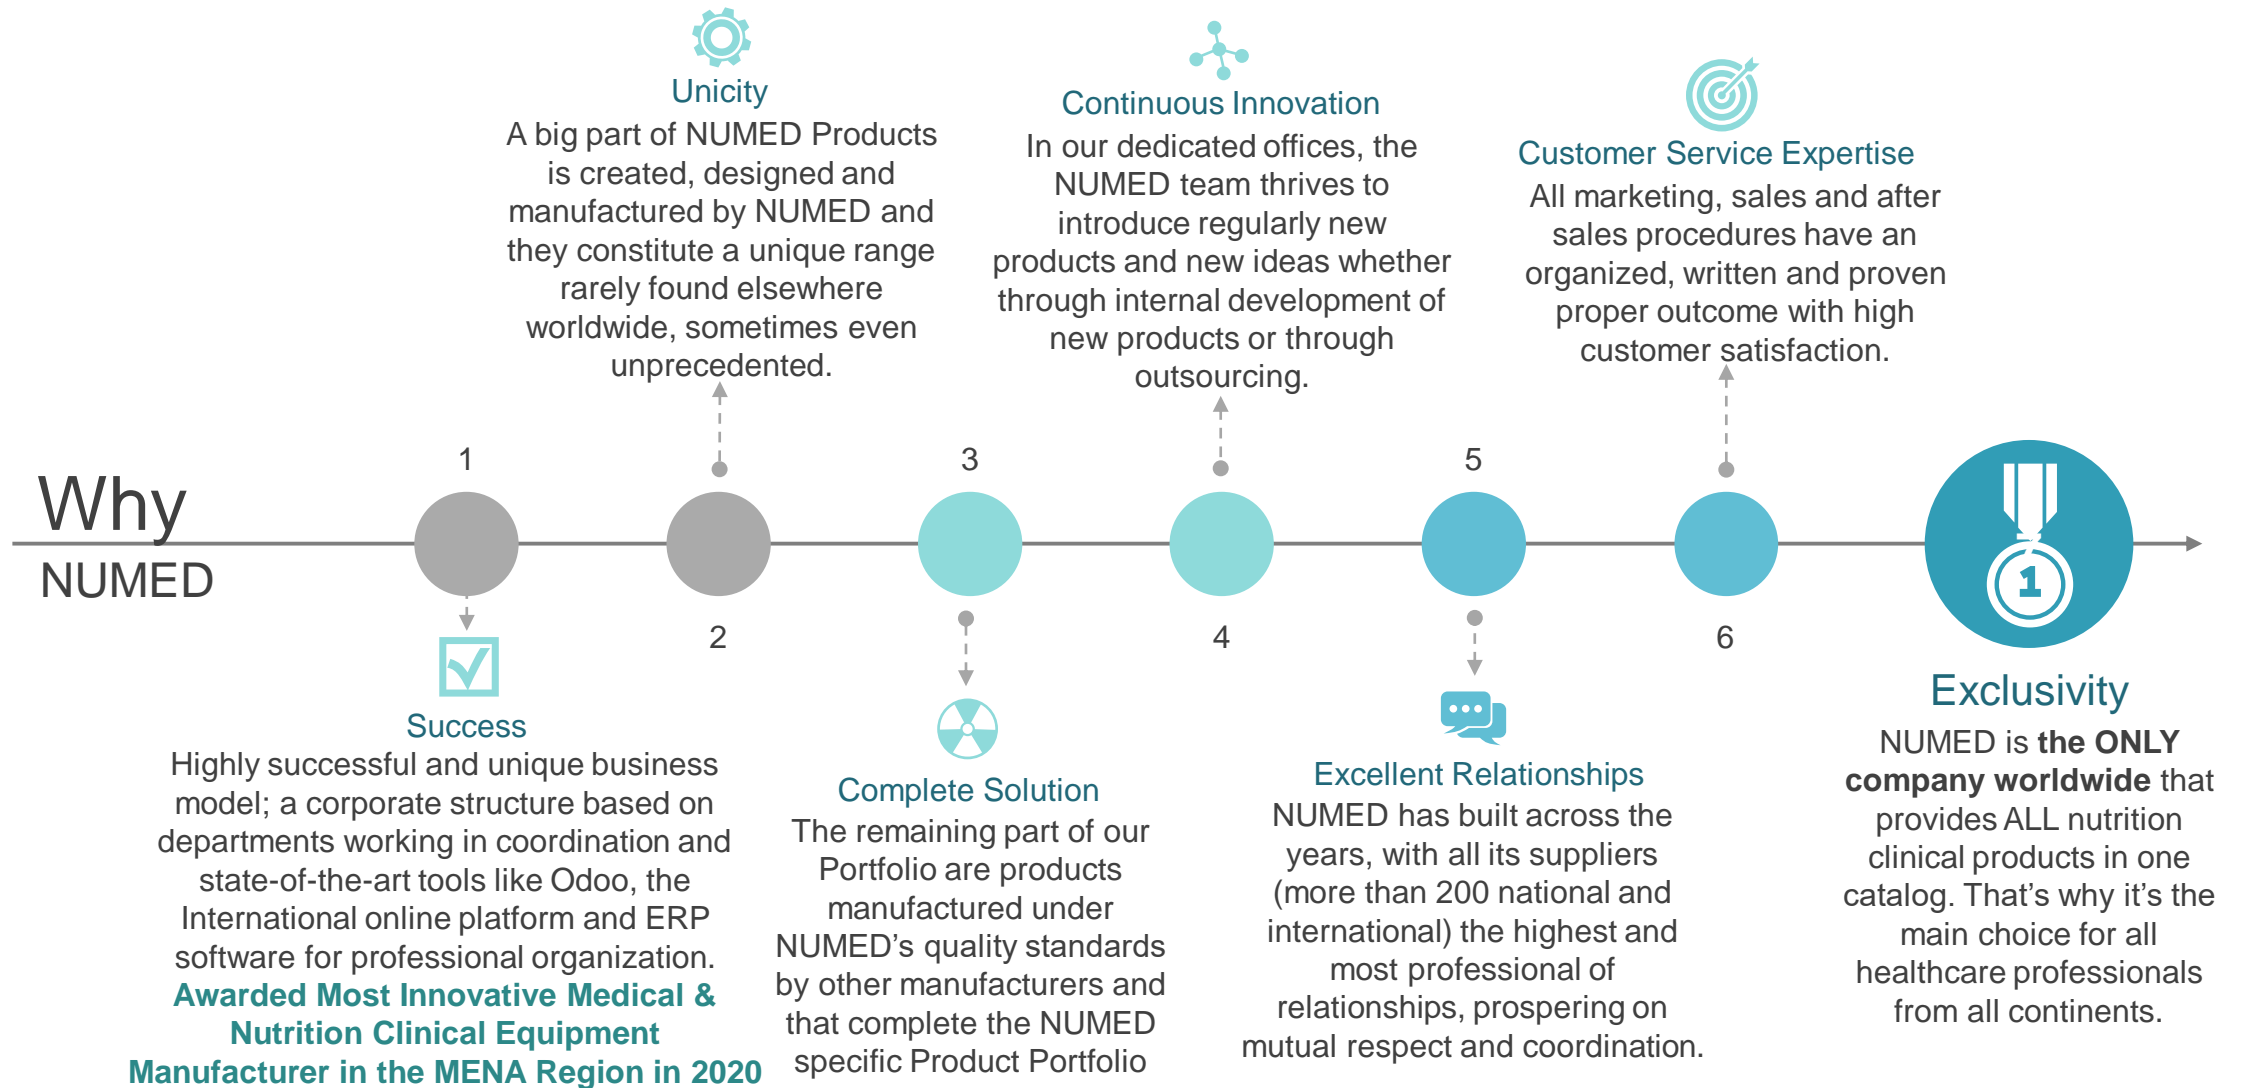 Why
NUMED
1
Success
Highly successful and unique business
model; a corporate structure based on
departments working in coordination and
state-of-the-art tools like Odoo, the
International online platform and ERP
software for professional organization.
Awarded Most Innovative Medical &
Nutrition Clinical Equipment
Manufacturer in the MENA Region in 2020
Unicity
A big part of NUMED Products
is created, designed and
manufactured by NUMED and
they constitute a unique range
rarely found elsewhere
worldwide, sometimes even
unprecedented.
2
3
Complete Solution
The remaining part of our
Portfolio are products
manufactured under
NUMED’s quality standards
by other manufacturers and
that complete the NUMED
specific Product Portfolio
Continuous Innovation
In our dedicated offices, the
NUMED team thrives to
introduce regularly new
products and new ideas whether
through internal development of
new products or through
outsourcing.
4
5
Excellent Relationships
NUMED has built across the
years, with all its suppliers
(more than 200 national and
international) the highest and
most professional of
relationships, prospering on
mutual respect and coordination.
Customer Service Expertise
All marketing, sales and after
sales procedures have an
organized, written and proven
proper outcome with high
customer satisfaction.
6
1
Exclusivity
NUMED is the ONLY
company worldwide that
provides ALL nutrition
clinical products in one
catalog. That’s why it’s the
main choice for all
healthcare professionals
from all continents.